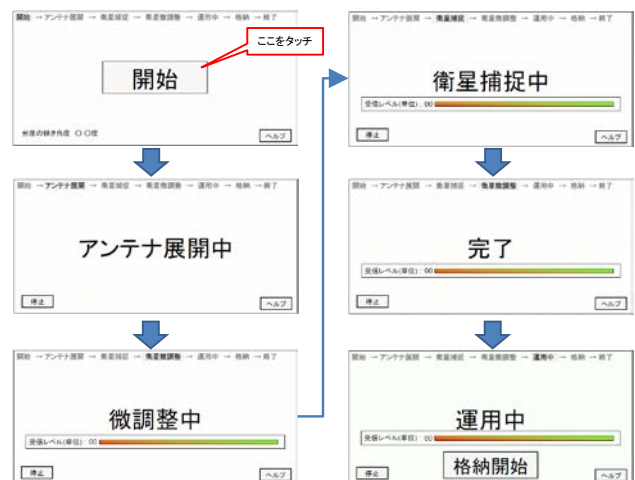 開始 → アンテナ展開 → 衛星捕捉 → 衛星微調整 → 運用中 → 格納 → 終了
ここをタッチ
開始
台座の傾き角度 〇〇度
ヘルプ
開始 → アンテナ展開 → 衛星捕捉 → 衛星微調整 → 運用中 → 格納 → 終了
アンテナ展開中
停止
ヘルプ
開始 → アンテナ展開 → 衛星捕捉 → 衛星微調整 → 運用中 → 格納 → 終了
微調整中
受信レベル(単位): 00
停止
ヘルプ
開始 → アンテナ展開 → 衛星捕捉 → 衛星微調整 → 運用中 → 格納 → 終了
衛星捕捉中
受信レベル(単位): 00
停止
ヘルプ
開始 → アンテナ展開 → 衛星捕捉 → 衛星微調整 → 運用中 → 格納 → 終了
完了
受信レベル(単位): 00
停止
ヘルプ
開始 → アンテナ展開 → 衛星捕捉 → 衛星微調整 → 運用中 → 格納 → 終了
運用中
受信レベル(単位): 00
格納開始
停止
ヘルプ